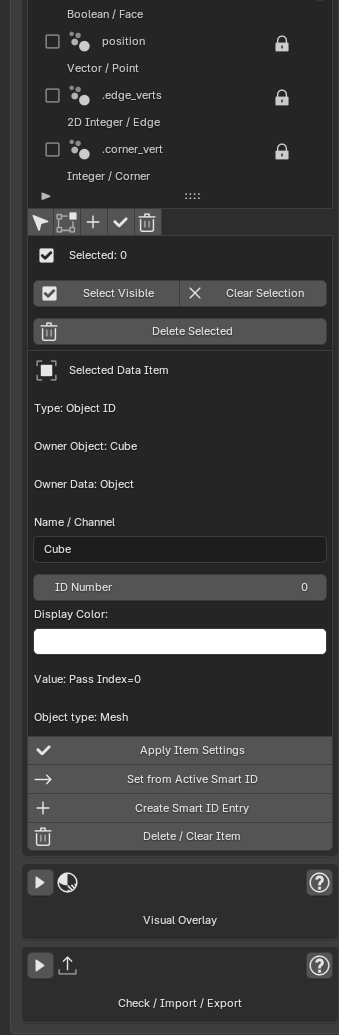 Boolean / Face
position
Vector / Point
.edge_verts
2D Integer / Edge
.corner_vert
Integer / Corner
Selected: 0
Select Visible
Clear Selection
Delete Selected
Selected Data Item
Type: Object ID
Owner Object: Cube
Owner Data: Object
Name / Channel
Cube
ID Number 0
Display Color:
Value: Pass Index=0
Object type: Mesh
Apply Item Settings
Set from Active Smart ID
Create Smart ID Entry
Delete / Clear Item
Visual Overlay
Check / Import / Export